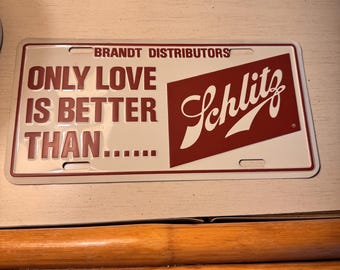 BRANDT DISTRIBUTORS
ONLY LOVE
IS BETTER
THAN......
Schlitz